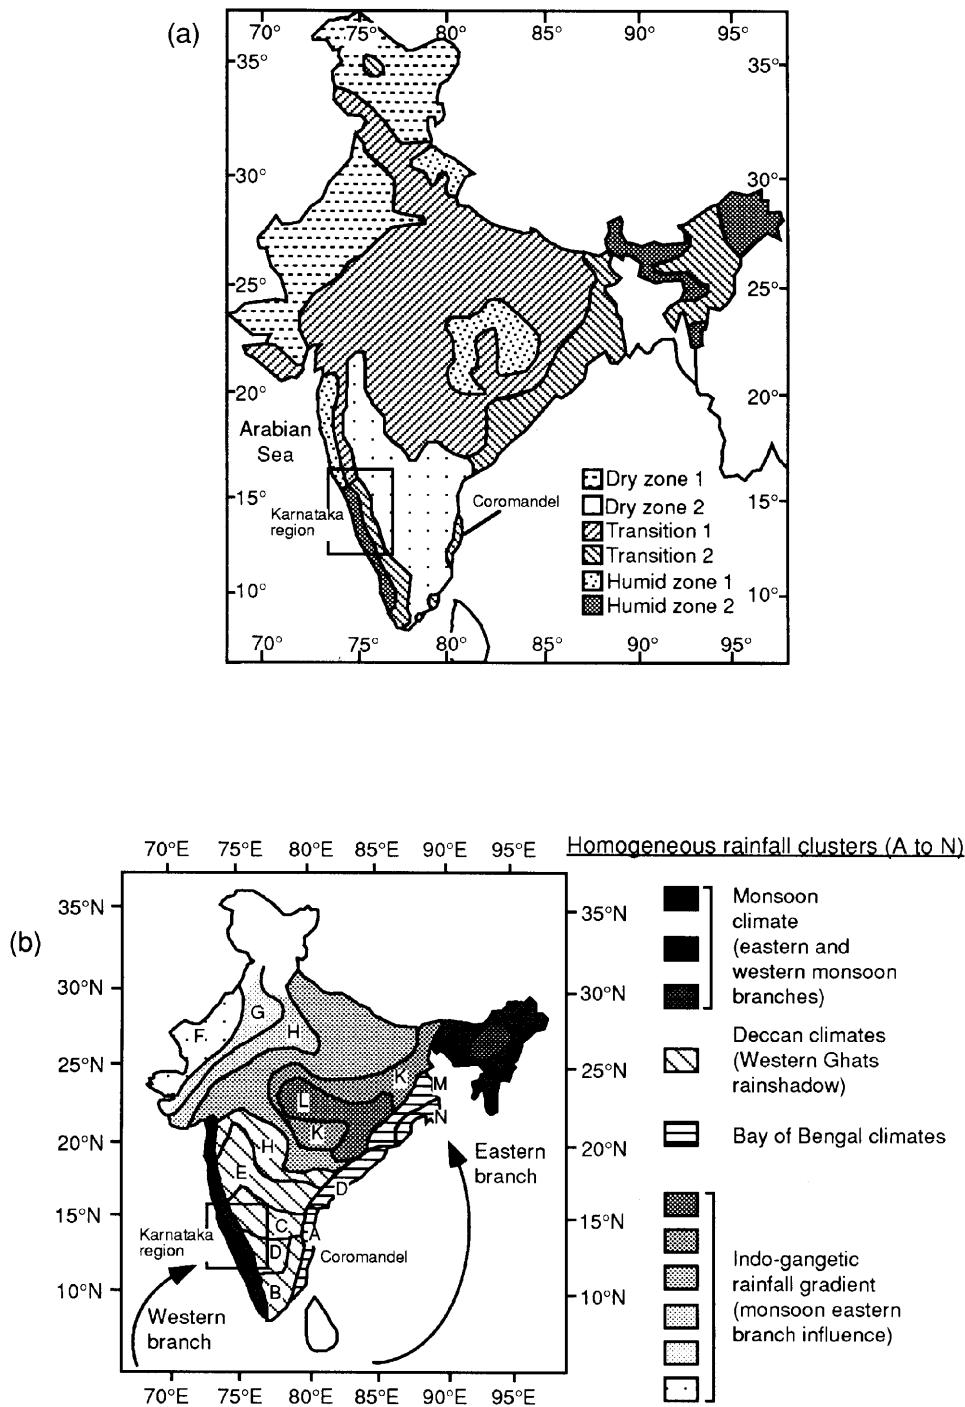 (a)
70° 75° 80° 85° 90° 95°
35° 35°
30° 30°
25° 25°
20° 20°
Arabian
Sea
15° 15°
Karnataka
region
Coromandel
10° 10°
Dry zone 1
Dry zone 2
Transition 1
Transition 2
Humid zone 1
Humid zone 2
70° 75° 80° 85° 90° 95°
(b)
70°E 75°E 80°E 85°E 90°E 95°E
35°N 35°N
30°N 30°N
25°N 25°N
20°N 20°N
15°N 15°N
10°N 10°N
F
G
H
K
M
L
N
K
H
E
D
C
A
D
B
Eastern
branch
Karnataka
region
Coromandel
Western
branch
70°E 75°E 80°E 85°E 90°E 95°E
Homogeneous rainfall clusters (A to N)
Monsoon
climate
(eastern and
western monsoon
branches)
Deccan climates
(Western Ghats
rainshadow)
Bay of Bengal climates
Indo-gangetic
rainfall gradient
(monsoon eastern
branch influence)